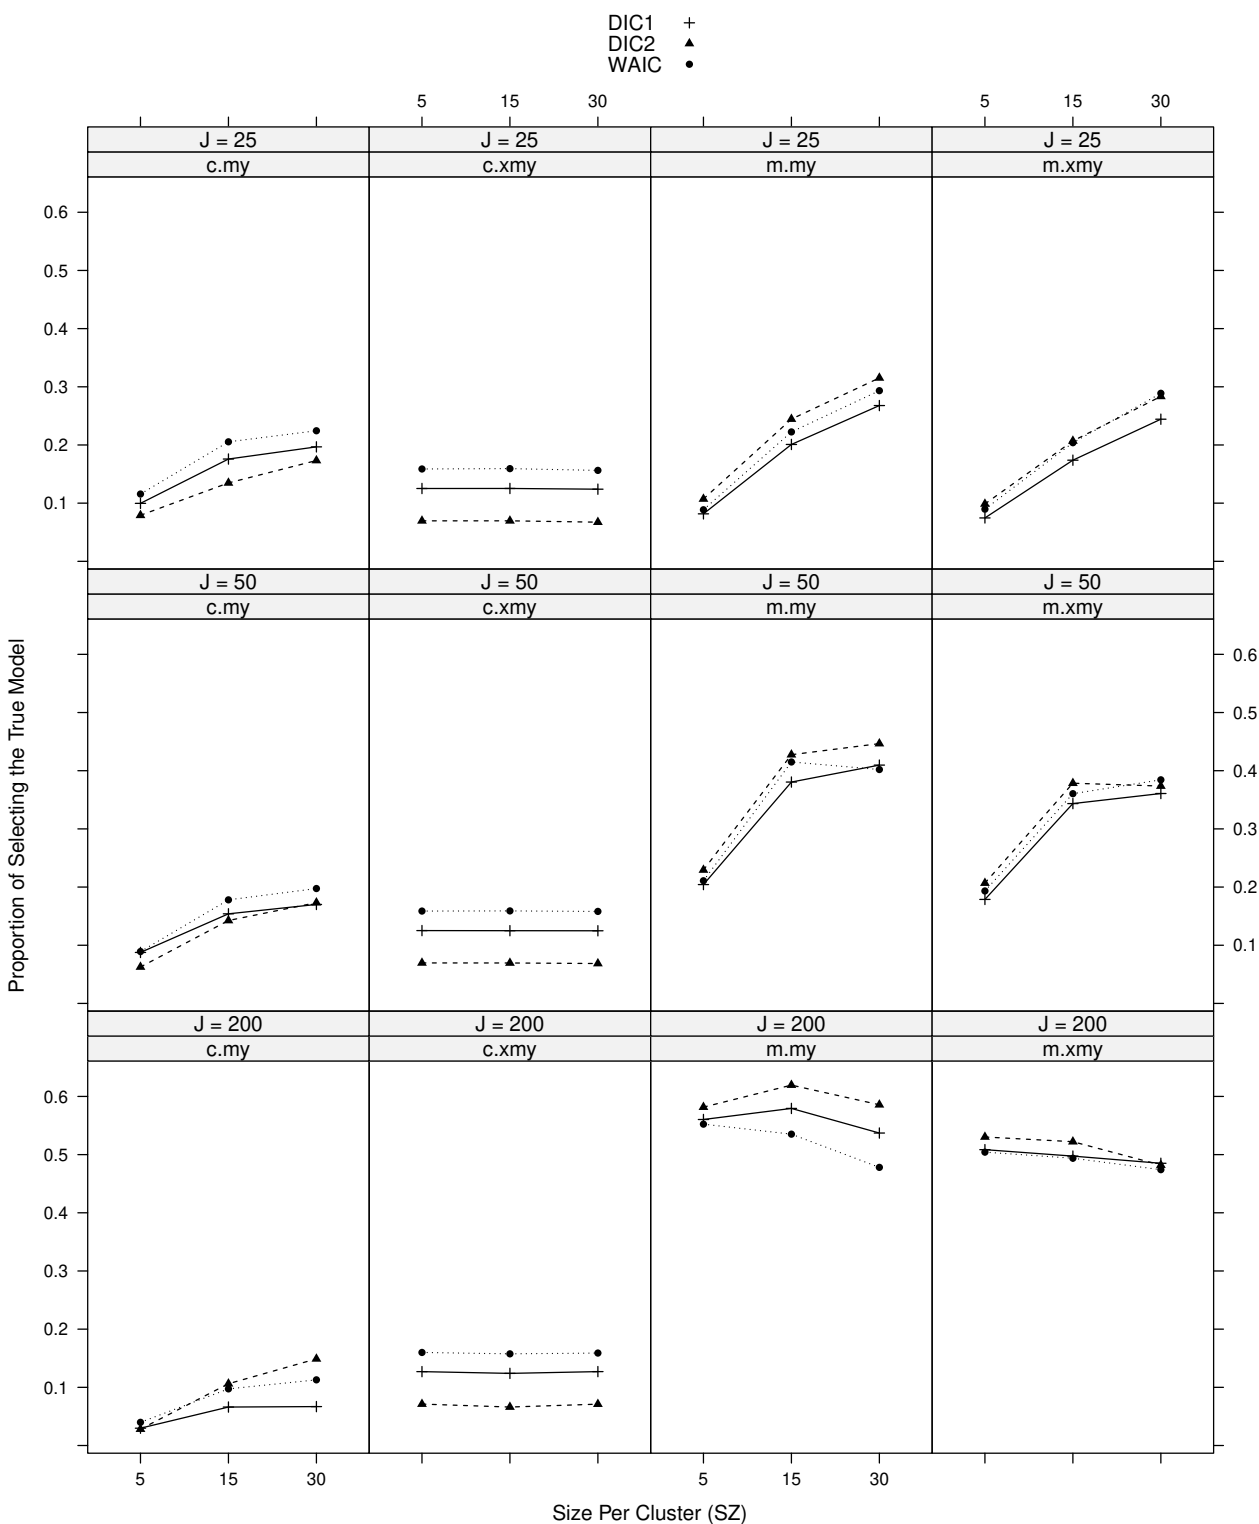 DIC1
DIC2
WAIC
5 15 30 5 15 30
J = 25 J = 25 J = 25 J = 25
c.my c.xmy m.my m.xmy
0.6
0.5
0.4
0.3
0.2
0.1
J = 50 J = 50 J = 50 J = 50
c.my c.xmy m.my m.xmy
Proportion of Selecting the True Model
0.6
0.5
0.4
0.3
0.2
0.1
J = 200 J = 200 J = 200 J = 200
c.my c.xmy m.my m.xmy
0.6
0.5
0.4
0.3
0.2
0.1
5 15 30 5 15 30
Size Per Cluster (SZ)